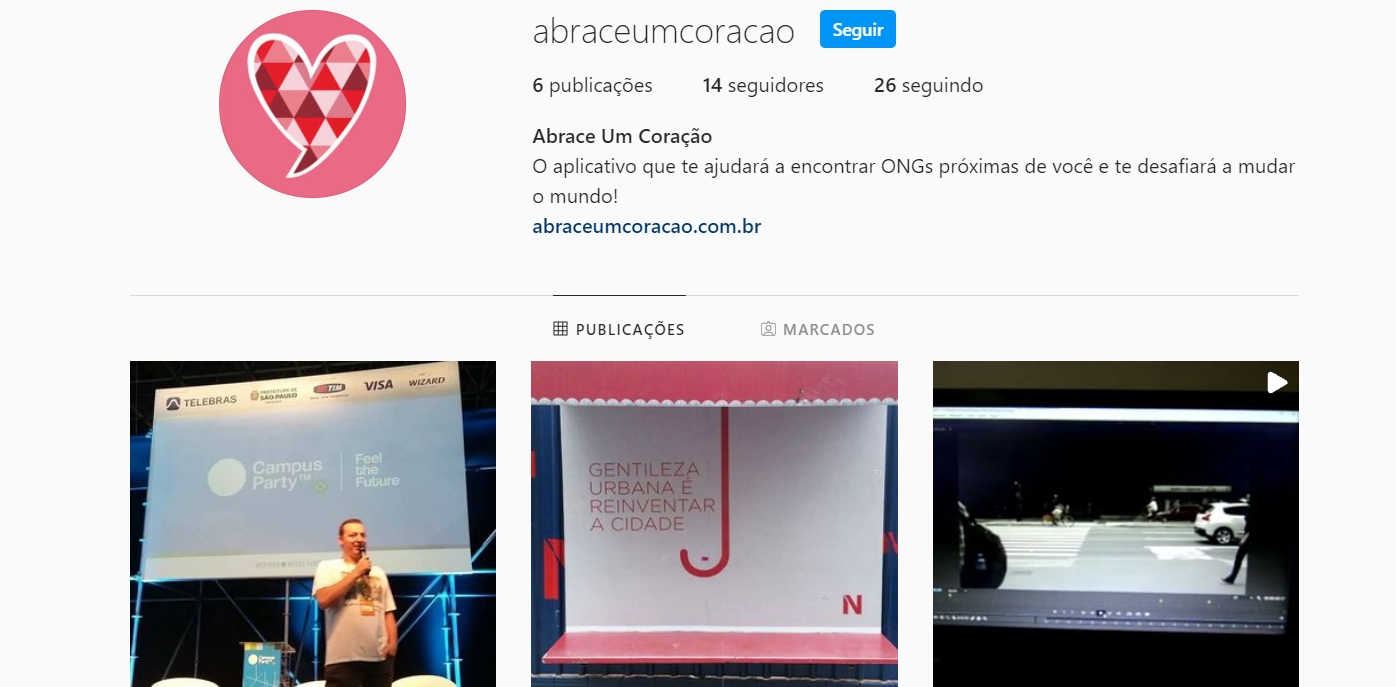 abraceumcoracao Seguir
6 publicações 14 seguidores 26 seguindo
Abrace Um Coração
O aplicativo que te ajudará a encontrar ONGs próximas de você e te desafiará a mudar
o mundo!
abraceumcoracao.com.br
PUBLICAÇÕES MARCADOS
TELEBRAS PREFEITURA DE SÃO PAULO TIM VISA WIZARD
Campus
Party™
Feel
the
Future
Campus
GENTILEZA
URBANA É
REINVENTAR
A CIDADE
N